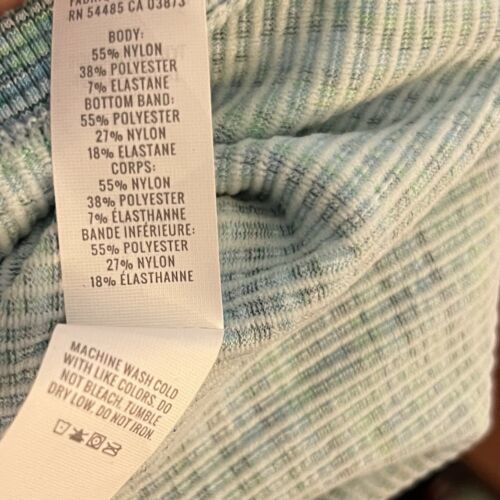 RN 54485 CA 03873
BODY:
55% NYLON
38% POLYESTER
7% ELASTANE
BOTTOM BAND:
55% POLYESTER
27% NYLON
18% ELASTANE
CORPS:
55% NYLON
38% POLYESTER
7% ÉLASTHANNE
BANDE INFÉRIEURE:
55% POLYESTER
27% NYLON
18% ÉLASTHANNE
MACHINE WASH COLD
WITH LIKE COLORS. DO
NOT BLEACH. TUMBLE
DRY LOW. DO NOT IRON.